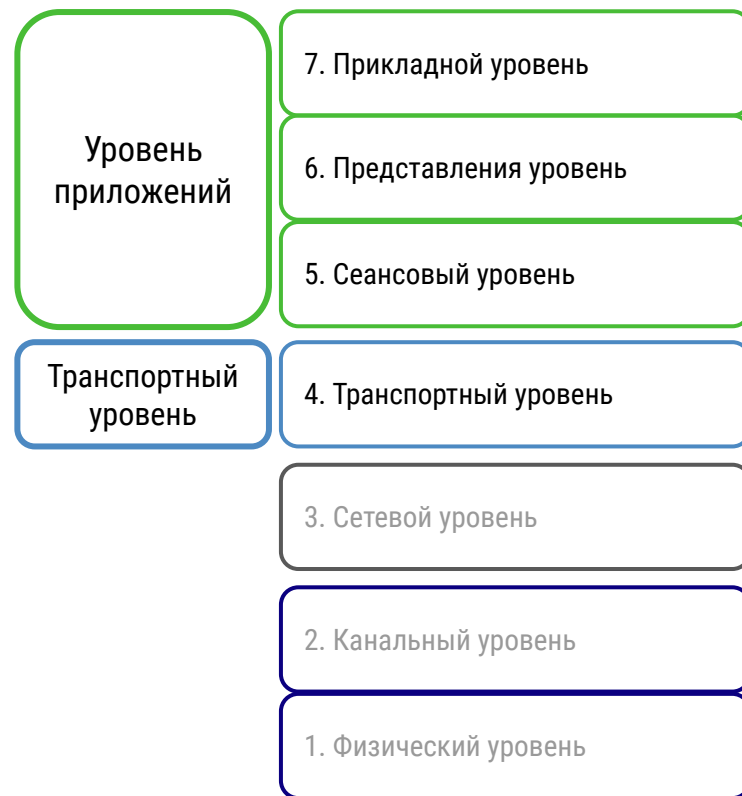 Уровень
приложений
7. Прикладной уровень
6. Представления уровень
5. Сеансовый уровень
Транспортный
уровень
4. Транспортный уровень
3. Сетевой уровень
2. Канальный уровень
1. Физический уровень